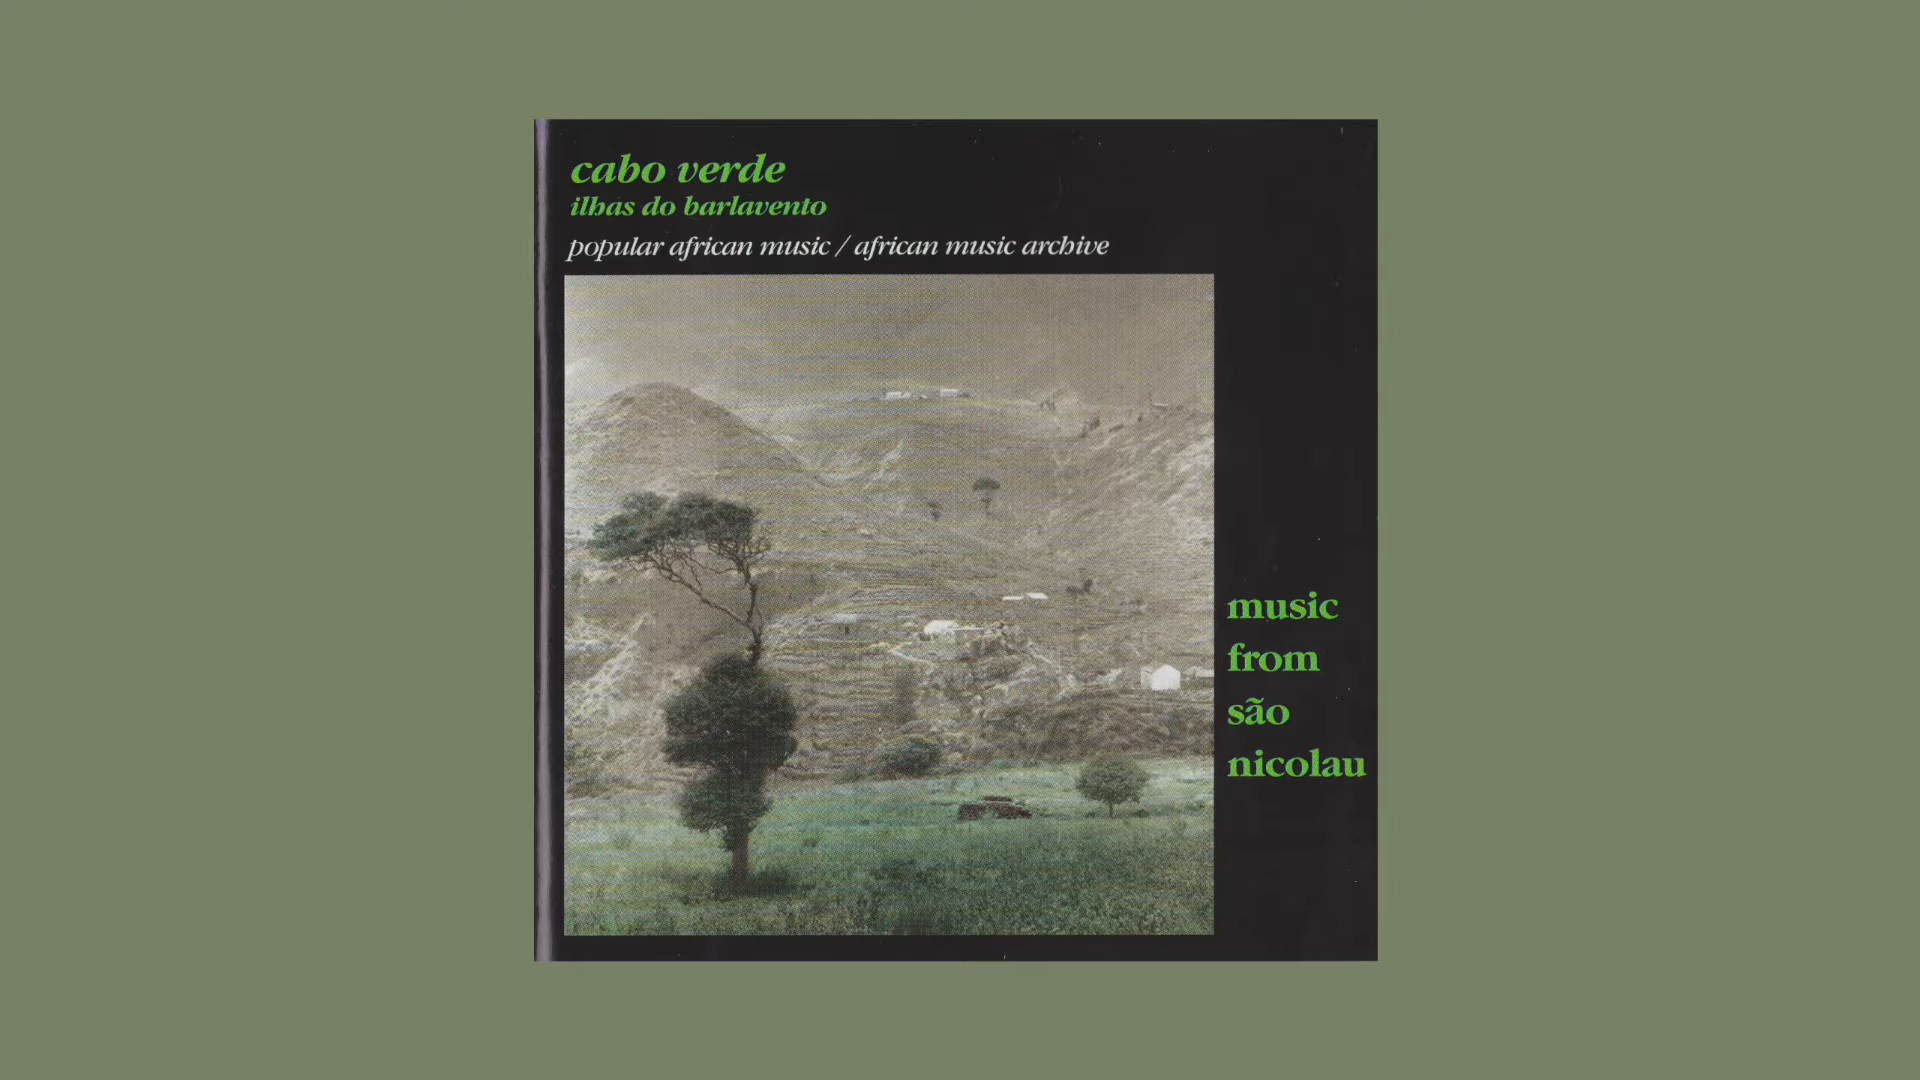 cabo verde
ilhas do barlavento
popular african music / african music archive
music
from
são
nicolau